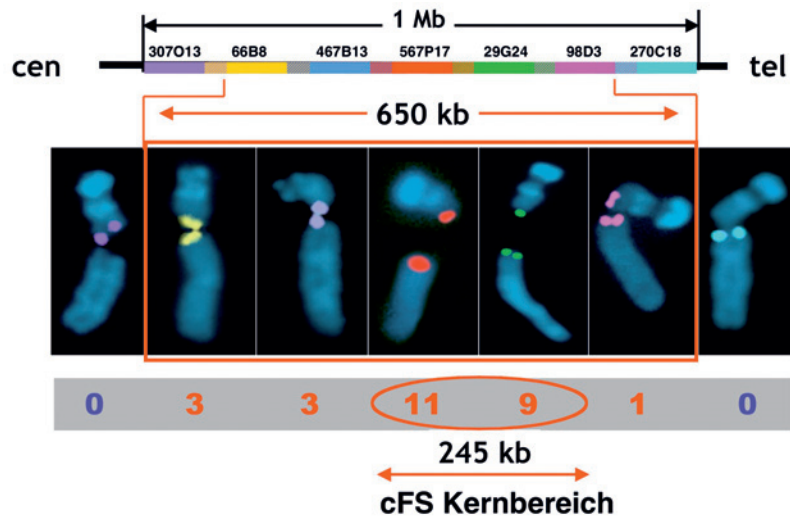 1 Mb
307O13 66B8 467B13 567P17 29G24 98D3 270C18
cen tel
650 kb
0 3 3 11 9 1 0
245 kb
cFS Kernbereich